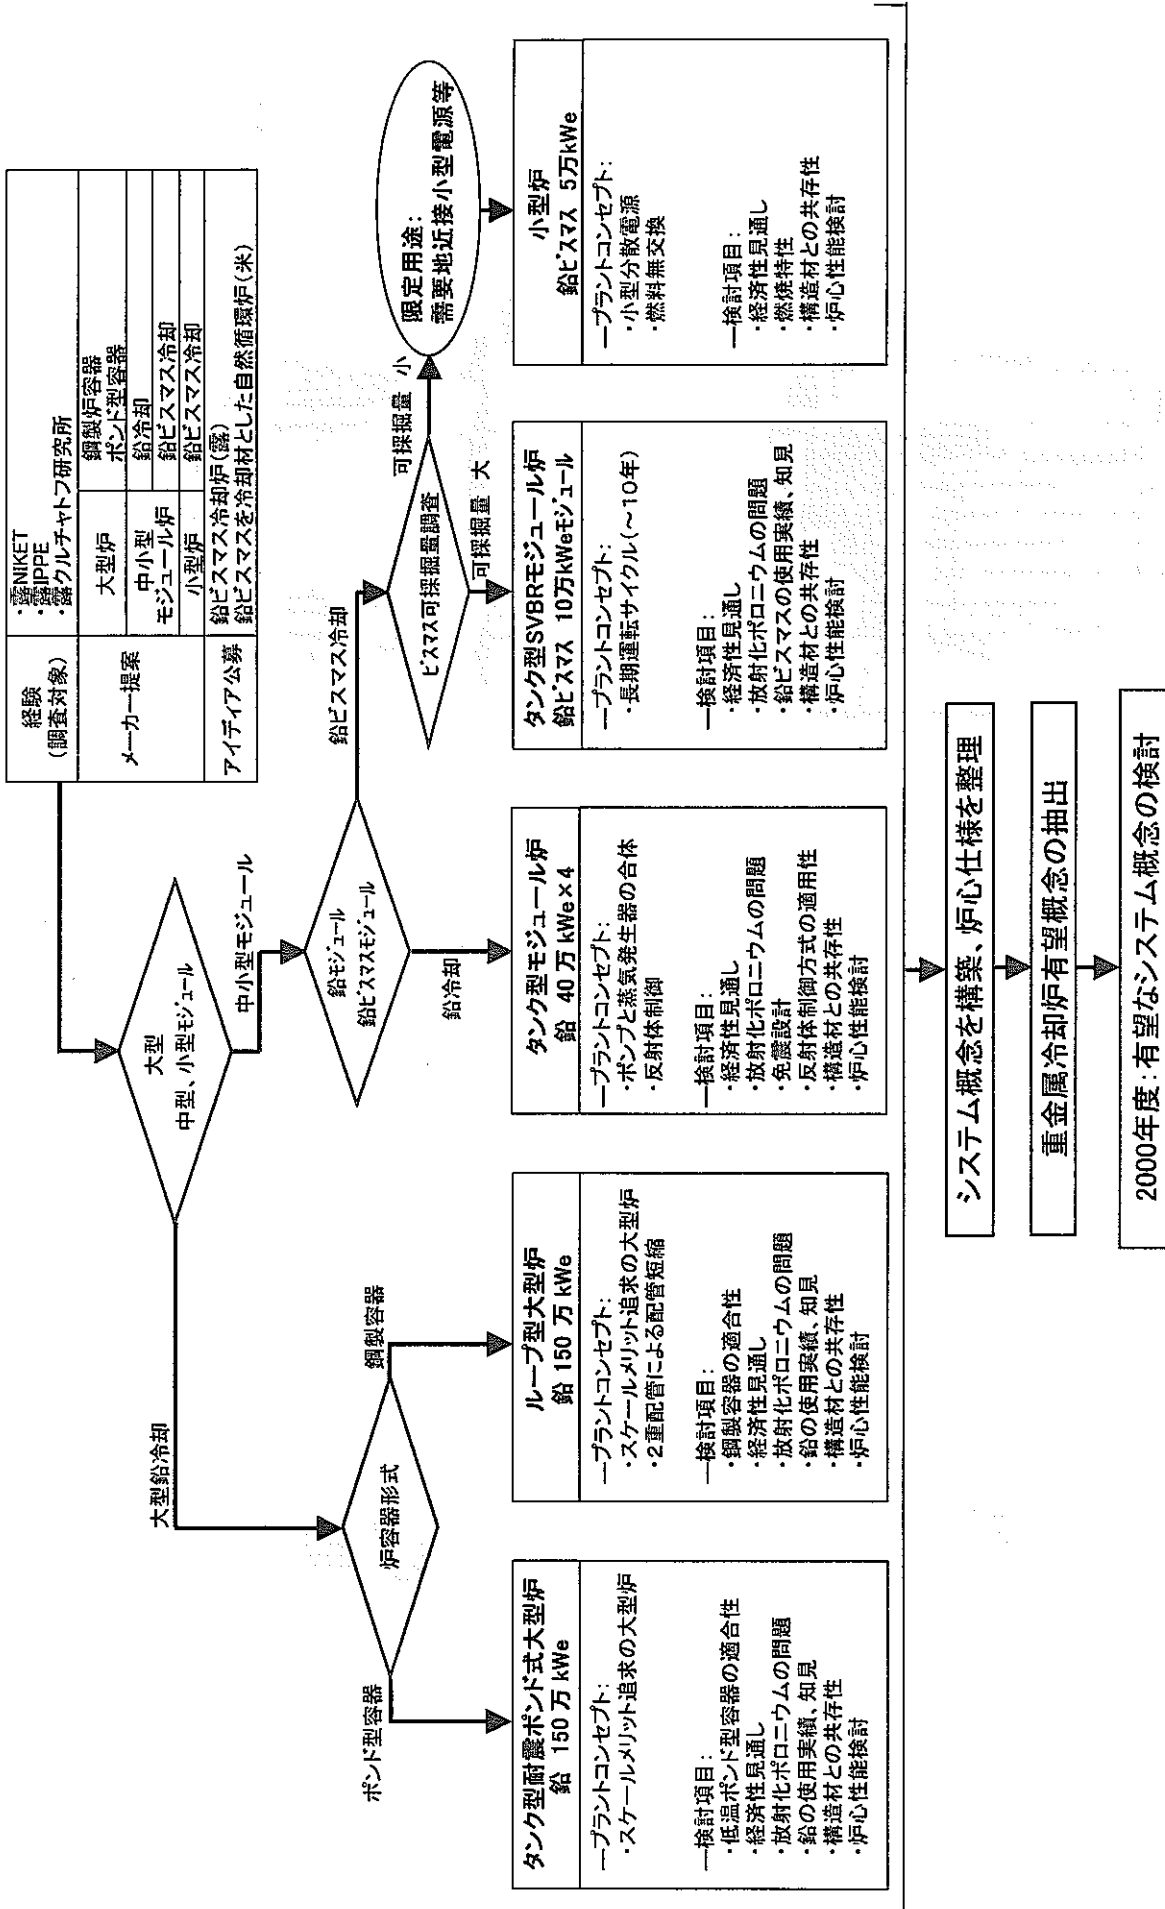 経験
(調査対象)
・露NIKET
・露IPPE
・露クルチャトフ研究所
メーカー提案
大型炉
鋼製炉容器
ポンド型容器
中小型
モジュール炉
鉛冷却
鉛ビスマス冷却
小型炉
鉛ビスマス冷却
アイディア公募
鉛ビスマス冷却炉(露)
鉛ビスマスを冷却材とした自然循環炉(米)
大型
中型、小型モジュール
大型鉛冷却
中小型モジュール
炉容器形式
ポンド型容器
鋼製容器
鉛モジュール
鉛ビスマスモジュール
鉛冷却
鉛ビスマス冷却
ビスマス可採掘量調査
可採掘量 大
可採掘量 小
限定用途:
需要地近接小型電源等
タンク型耐震ポンド式大型炉
鉛 150 万 kWe
―プラントコンセプト:
・スケールメリット追求の大型炉
―検討項目:
・低温ポンド型容器の適合性
・経済性見通し
・放射化ポロニウムの問題
・鉛の使用実績、知見
・構造材との共存性
・炉心性能検討
ループ型大型炉
鉛 150 万 kWe
―プラントコンセプト:
・スケールメリット追求の大型炉
・2重配管による配管短縮
―検討項目:
・鋼製容器の適合性
・経済性見通し
・放射化ポロニウムの問題
・鉛の使用実績、知見
・構造材との共存性
・炉心性能検討
タンク型モジュール炉
鉛 40 万 kWe×4
―プラントコンセプト:
・ポンプと蒸気発生器の合体
・反射体制御
―検討項目:
・経済性見通し
・放射化ポロニウムの問題
・免震設計
・反射体制御方式の適用性
・構造材との共存性
・炉心性能検討
タンク型SVBRモジュール炉
鉛ビスマス 10万kWeモジュール
―プラントコンセプト:
・長期運転サイクル(~10年)
―検討項目:
・経済性見通し
・放射化ポロニウムの問題
・鉛ビスマスの使用実績、知見
・構造材との共存性
・炉心性能検討
小型炉
鉛ビスマス 5万kWe
―プラントコンセプト:
・小型分散電源
・燃料無交換
―検討項目:
・経済性見通し
・燃焼特性
・構造材との共存性
・炉心性能検討
システム概念を構築、炉心仕様を整理
重金属冷却炉有望概念の抽出
2000年度:有望なシステム概念の検討